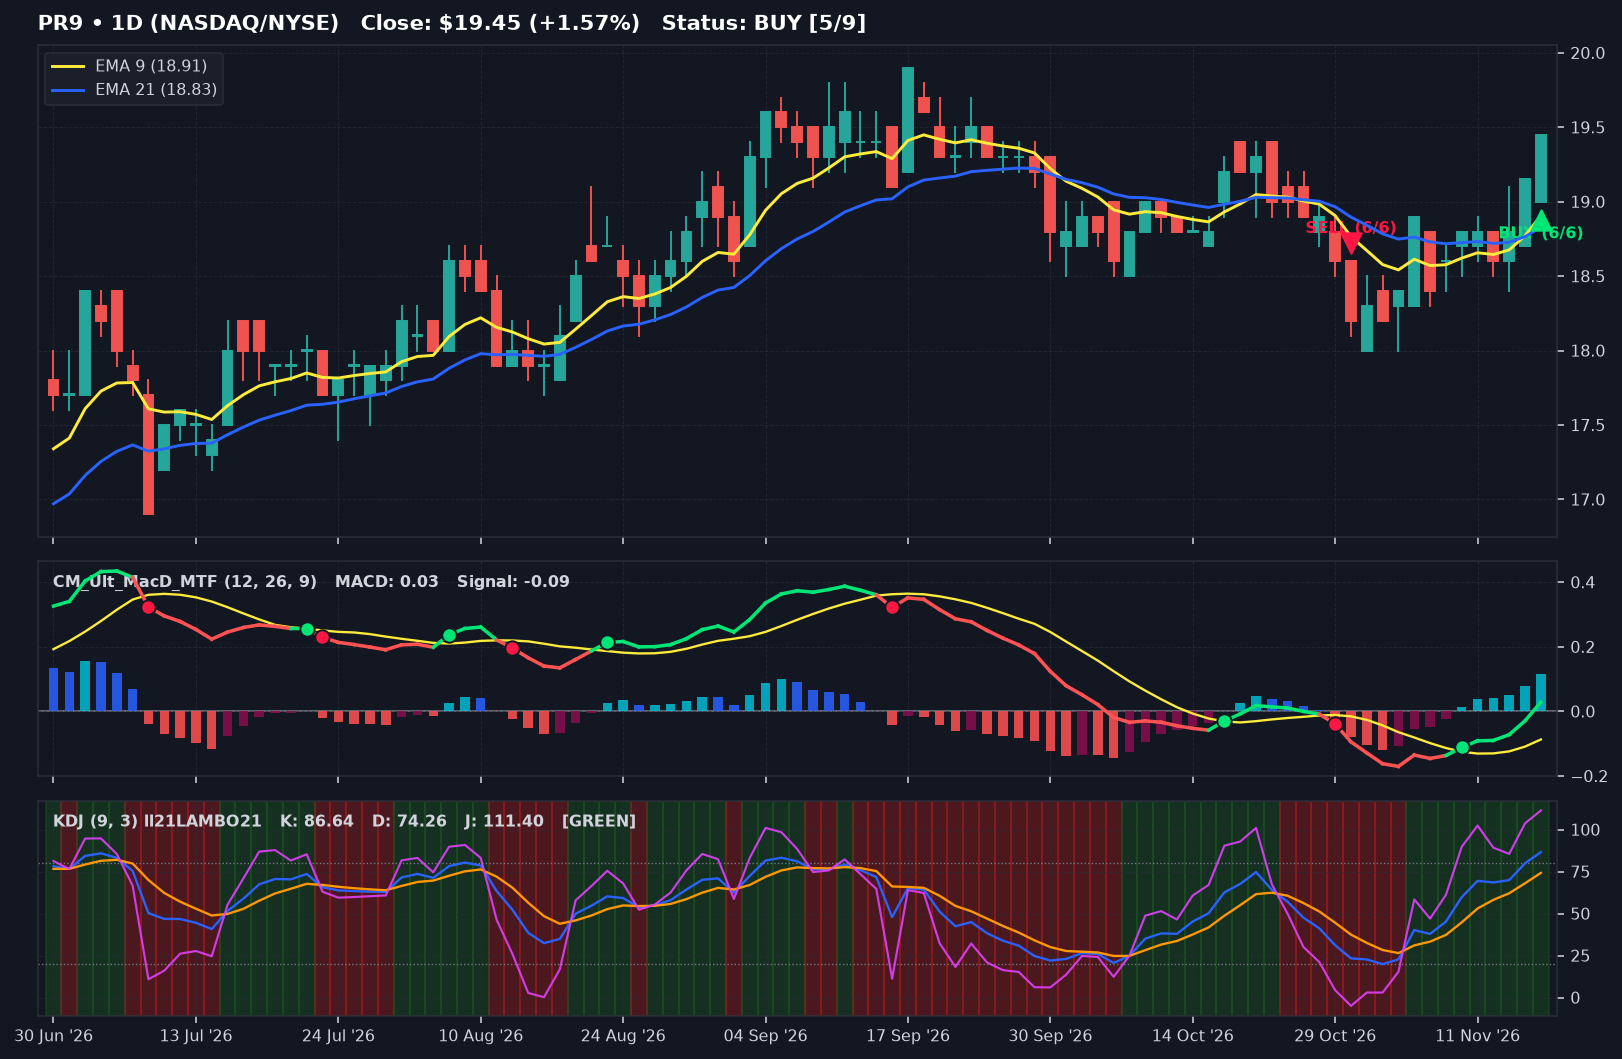 PR9 • 1D (NASDAQ/NYSE)   Close: $19.45 (+1.57%)   Status: BUY [5/9]
EMA 9 (18.91)
EMA 21 (18.83)
20.0
19.5
19.0
18.5
18.0
17.5
17.0
SELL (6/6)
BUY (6/6)
CM_Ult_MacD_MTF (12, 26, 9)   MACD: 0.03   Signal: -0.09
0.4
0.2
0.0
−0.2
KDJ (9, 3) II21LAMBO21   K: 86.64   D: 74.26   J: 111.40   [GREEN]
100
75
50
25
0
30 Jun '26   13 Jul '26   24 Jul '26   10 Aug '26   24 Aug '26   04 Sep '26   17 Sep '26   30 Sep '26   14 Oct '26   29 Oct '26   11 Nov '26